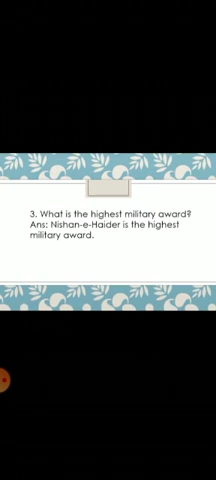 3. What is the highest military award?
Ans: Nishan-e-Haider is the highest
military award.